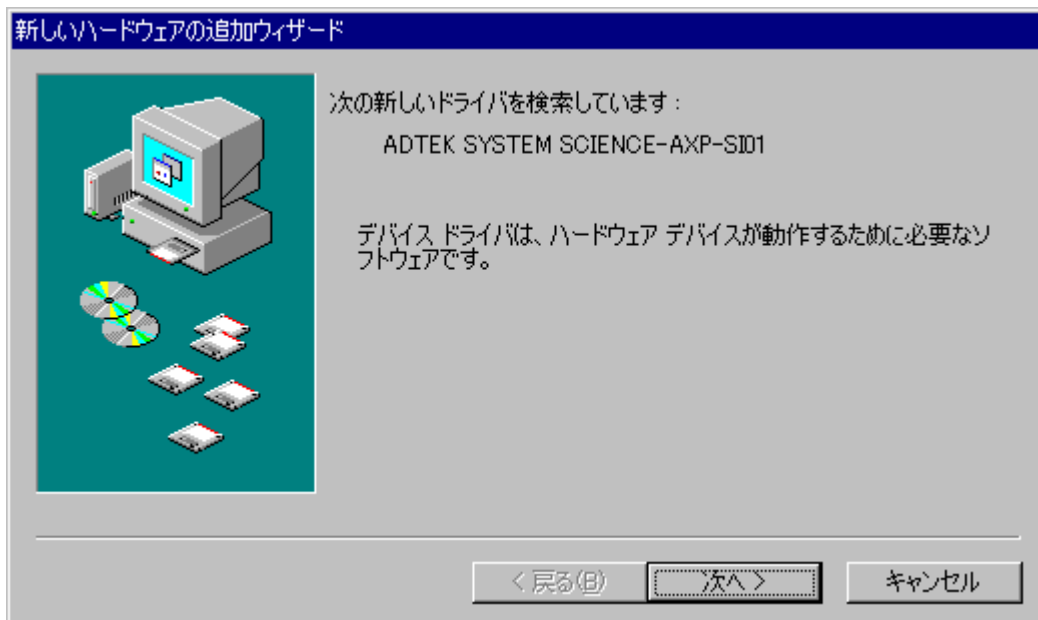 新しいハードウェアの追加ウィザード
次の新しいドライバを検索しています：
ADTEK SYSTEM SCIENCE-AXP-SI01
デバイス ドライバは、ハードウェア デバイスが動作するために必要なソ
フトウェアです。
< 戻る(B)
次へ >
キャンセル